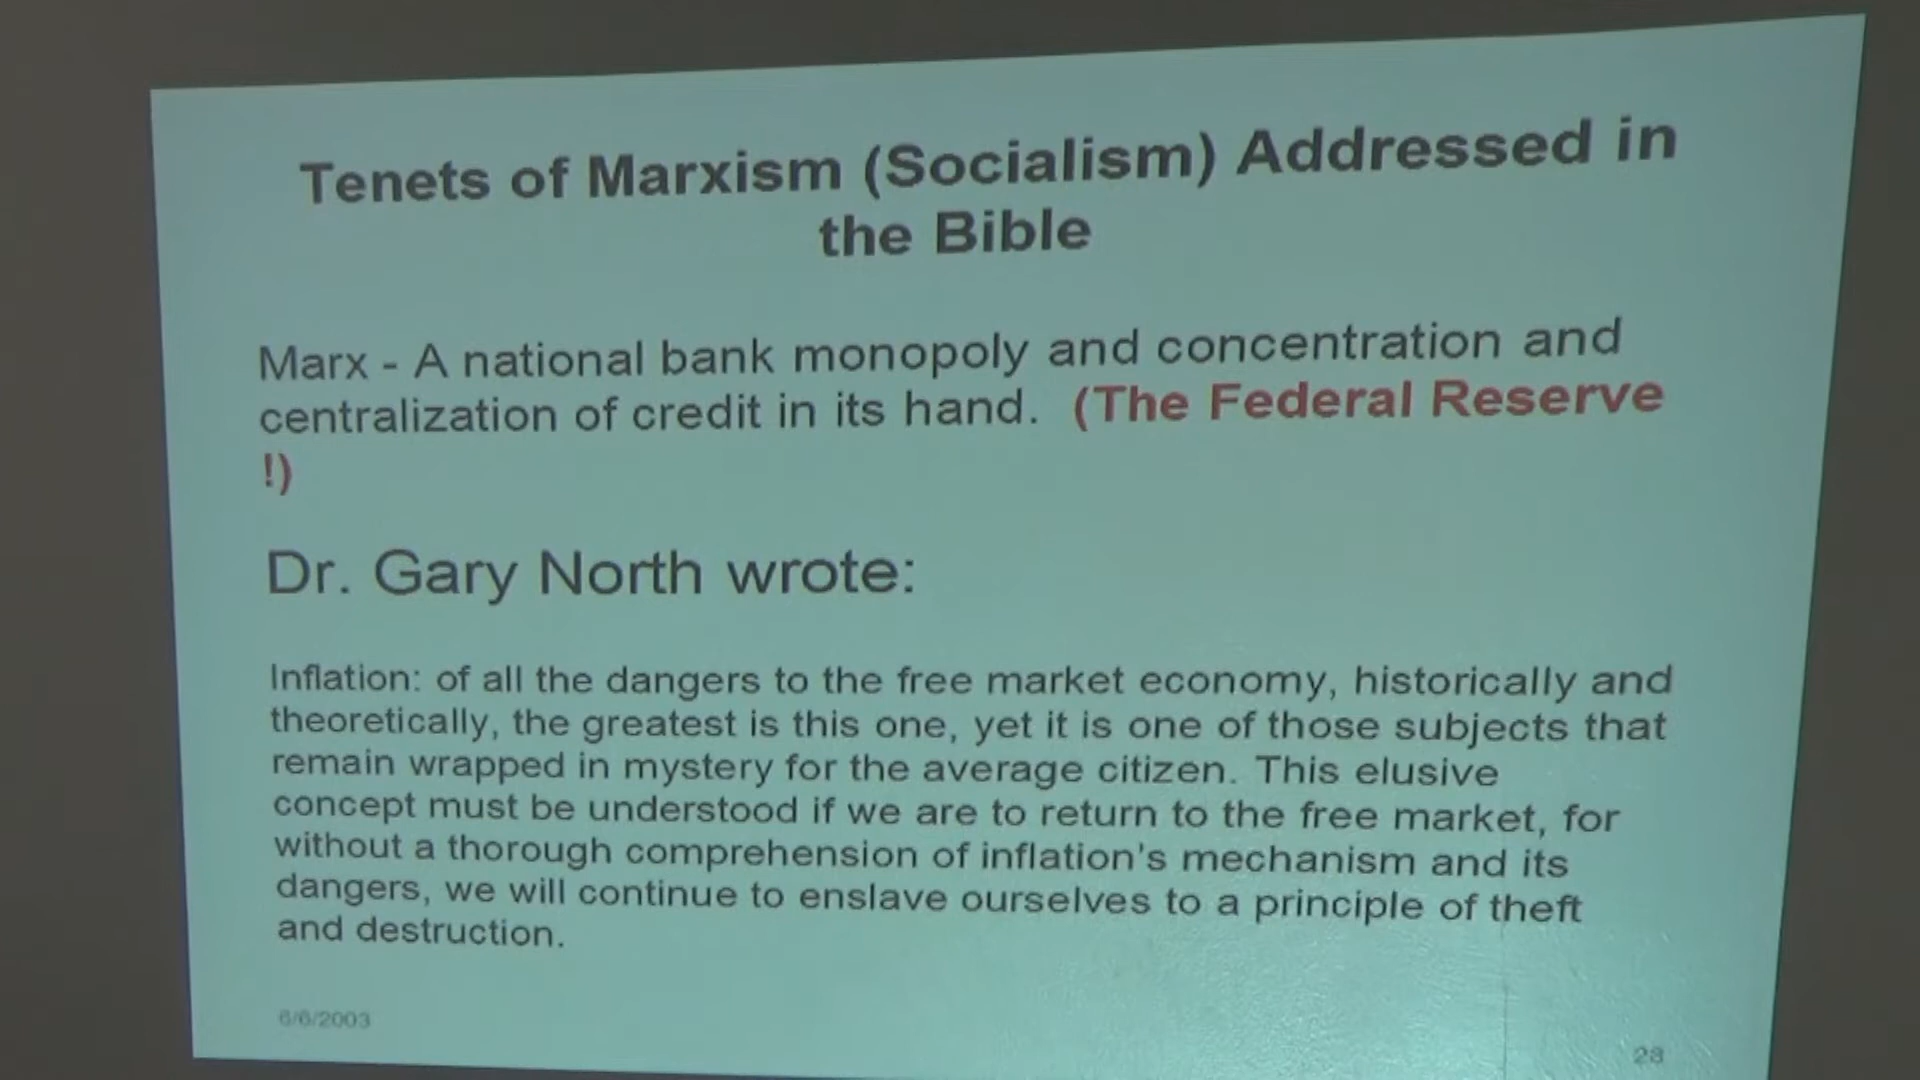 Tenets of Marxism (Socialism) Addressed in
the Bible
Marx - A national bank monopoly and concentration and
centralization of credit in its hand. (The Federal Reserve
!)
Dr. Gary North wrote:
Inflation: of all the dangers to the free market economy, historically and
theoretically, the greatest is this one, yet it is one of those subjects that
remain wrapped in mystery for the average citizen. This elusive
concept must be understood if we are to return to the free market, for
without a thorough comprehension of inflation's mechanism and its
dangers, we will continue to enslave ourselves to a principle of theft
and destruction.
6/6/2003
28